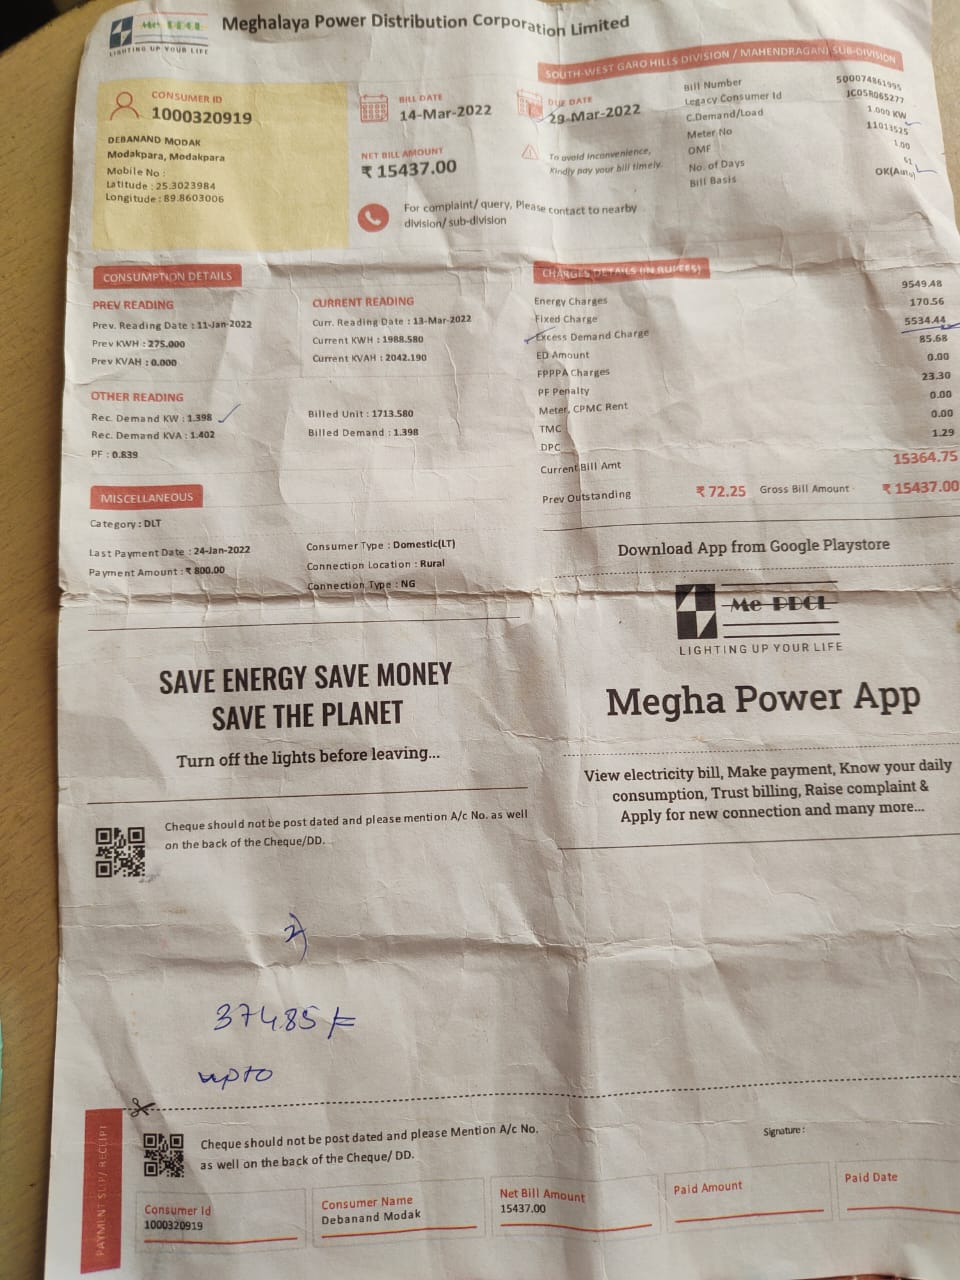 Me PDCL
LIGHTING UP YOUR LIFE
Meghalaya Power Distribution Corporation Limited
SOUTH-WEST GARO HILLS DIVISION / MAHENDRAGANJ SUB-DIVISION
CONSUMER ID
1000320919
DEBANAND MODAK
Modakpara, Modakpara
Mobile No :
Latitude : 25.3023984
Longitude : 89.8603006
BILL DATE
14-Mar-2022
DUE DATE
29-Mar-2022
NET BILL AMOUNT
₹ 15437.00
To avoid inconvenience,
Kindly pay your bill timely.
For complaint/ query, Please contact to nearby
division/ sub-division
Bill Number 500074861995
Legacy Consumer Id JC05R065277
C.Demand/Load 1.000 KW
Meter No 11013525
OMF 1.00
No. of Days 61
Bill Basis OK(Auto)
CONSUMPTION DETAILS
PREV READING
Prev. Reading Date : 11-Jan-2022
Prev KWH : 275.000
Prev KVAH : 0.000
CURRENT READING
Curr. Reading Date : 13-Mar-2022
Current KWH : 1988.580
Current KVAH : 2042.190
OTHER READING
Rec. Demand KW : 1.398
Rec. Demand KVA : 1.402
PF : 0.839
Billed Unit : 1713.580
Billed Demand : 1.398
MISCELLANEOUS
Category : DLT
Last Payment Date : 24-Jan-2022
Payment Amount : ₹ 800.00
Consumer Type : Domestic(LT)
Connection Location : Rural
Connection Type : NG
CHARGES DETAILS (IN RUPEES)
Energy Charges 9549.48
Fixed Charge 170.56
Excess Demand Charge 5534.44
ED Amount 85.68
FPPPA Charges 0.00
PF Penalty 23.30
Meter, CPMC Rent 0.00
TMC 0.00
DPC 1.29
Current Bill Amt 15364.75
Prev Outstanding ₹ 72.25 Gross Bill Amount ₹ 15437.00
Download App from Google Playstore
Me PDCL
LIGHTING UP YOUR LIFE
Megha Power App
View electricity bill, Make payment, Know your daily
consumption, Trust billing, Raise complaint &
Apply for new connection and many more...
SAVE ENERGY SAVE MONEY
SAVE THE PLANET
Turn off the lights before leaving...
Cheque should not be post dated and please mention A/c No. as well
on the back of the Cheque/DD.
2)
37485/=
upto
PAYMENT SLIP/ RECEIPT
Cheque should not be post dated and please Mention A/c No.
as well on the back of the Cheque/ DD.
Signature :
Consumer Id
1000320919
Consumer Name
Debanand Modak
Net Bill Amount
15437.00
Paid Amount
Paid Date